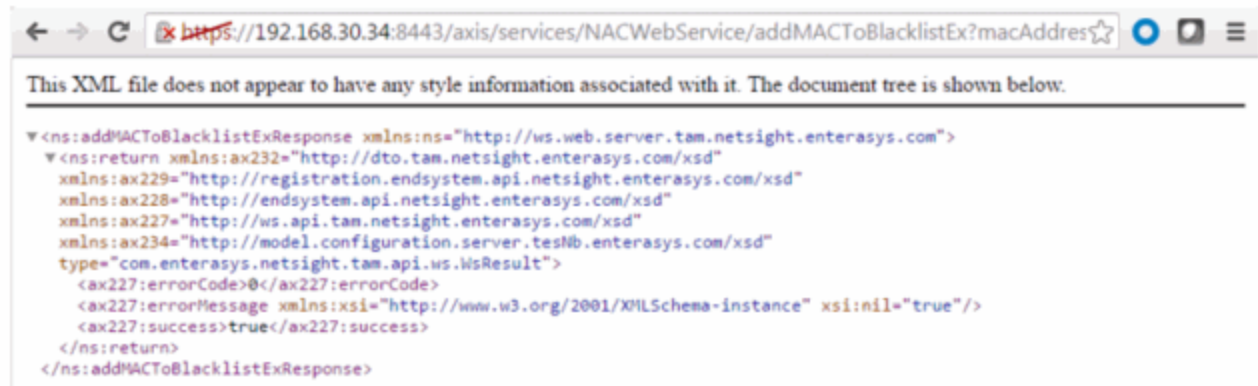 https://192.168.30.34:8443/axis/services/NACWebService/addMACToBlacklistEx?macAddres
This XML file does not appear to have any style information associated with it. The document tree is shown below.
▼<ns:addMACToBlacklistExResponse xmlns:ns="http://ws.web.server.tam.netsight.enterasys.com">
▼<ns:return xmlns:ax232="http://dto.tam.netsight.enterasys.com/xsd"
xmlns:ax229="http://registration.endsystem.api.netsight.enterasys.com/xsd"
xmlns:ax228="http://endsystem.api.netsight.enterasys.com/xsd"
xmlns:ax227="http://ws.api.tam.netsight.enterasys.com/xsd"
xmlns:ax234="http://model.configuration.server.tesNb.enterasys.com/xsd"
type="com.enterasys.netsight.tam.api.ws.WsResult">
<ax227:errorCode>0</ax227:errorCode>
<ax227:errorMessage xmlns:xsi="http://www.w3.org/2001/XMLSchema-instance" xsi:nil="true"/>
<ax227:success>true</ax227:success>
</ns:return>
</ns:addMACToBlacklistExResponse>